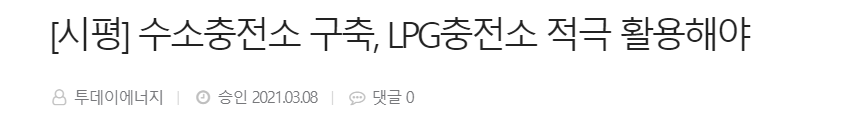 [시평] 수소충전소 구축, LPG충전소 적극 활용해야
투데이에너지 | 승인 2021.03.08 | 댓글 0